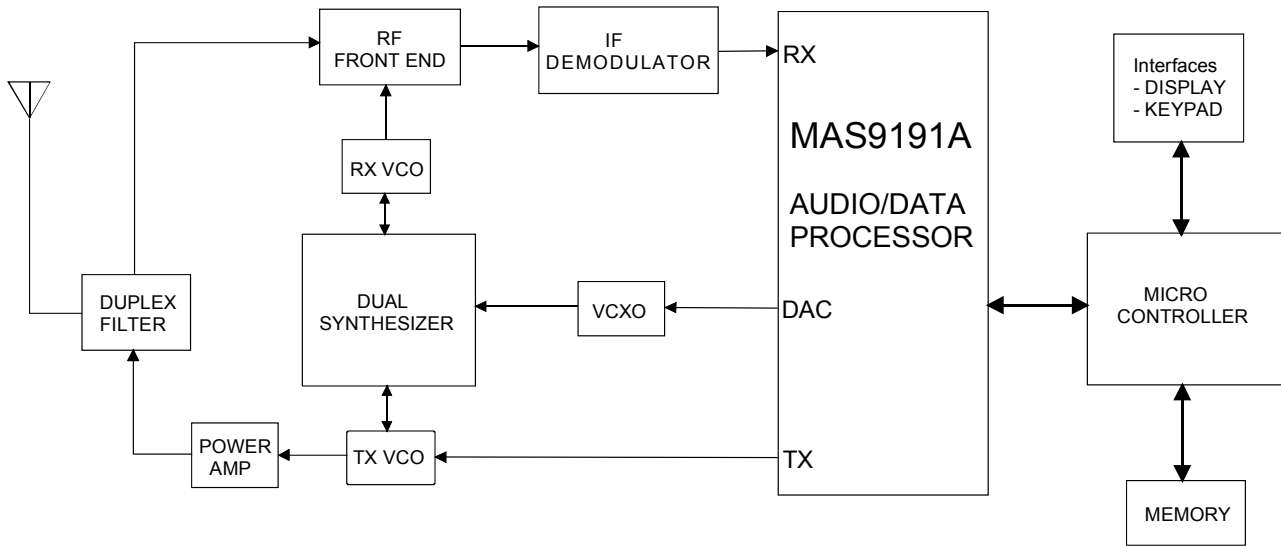 RF
FRONT END
IF
DEMODULATOR
RX
MAS9191A
AUDIO/DATA
PROCESSOR
DAC
TX
Interfaces
- DISPLAY
- KEYPAD
RX VCO
DUPLEX
FILTER
DUAL
SYNTHESIZER
VCXO
MICRO
CONTROLLER
POWER
AMP
TX VCO
MEMORY